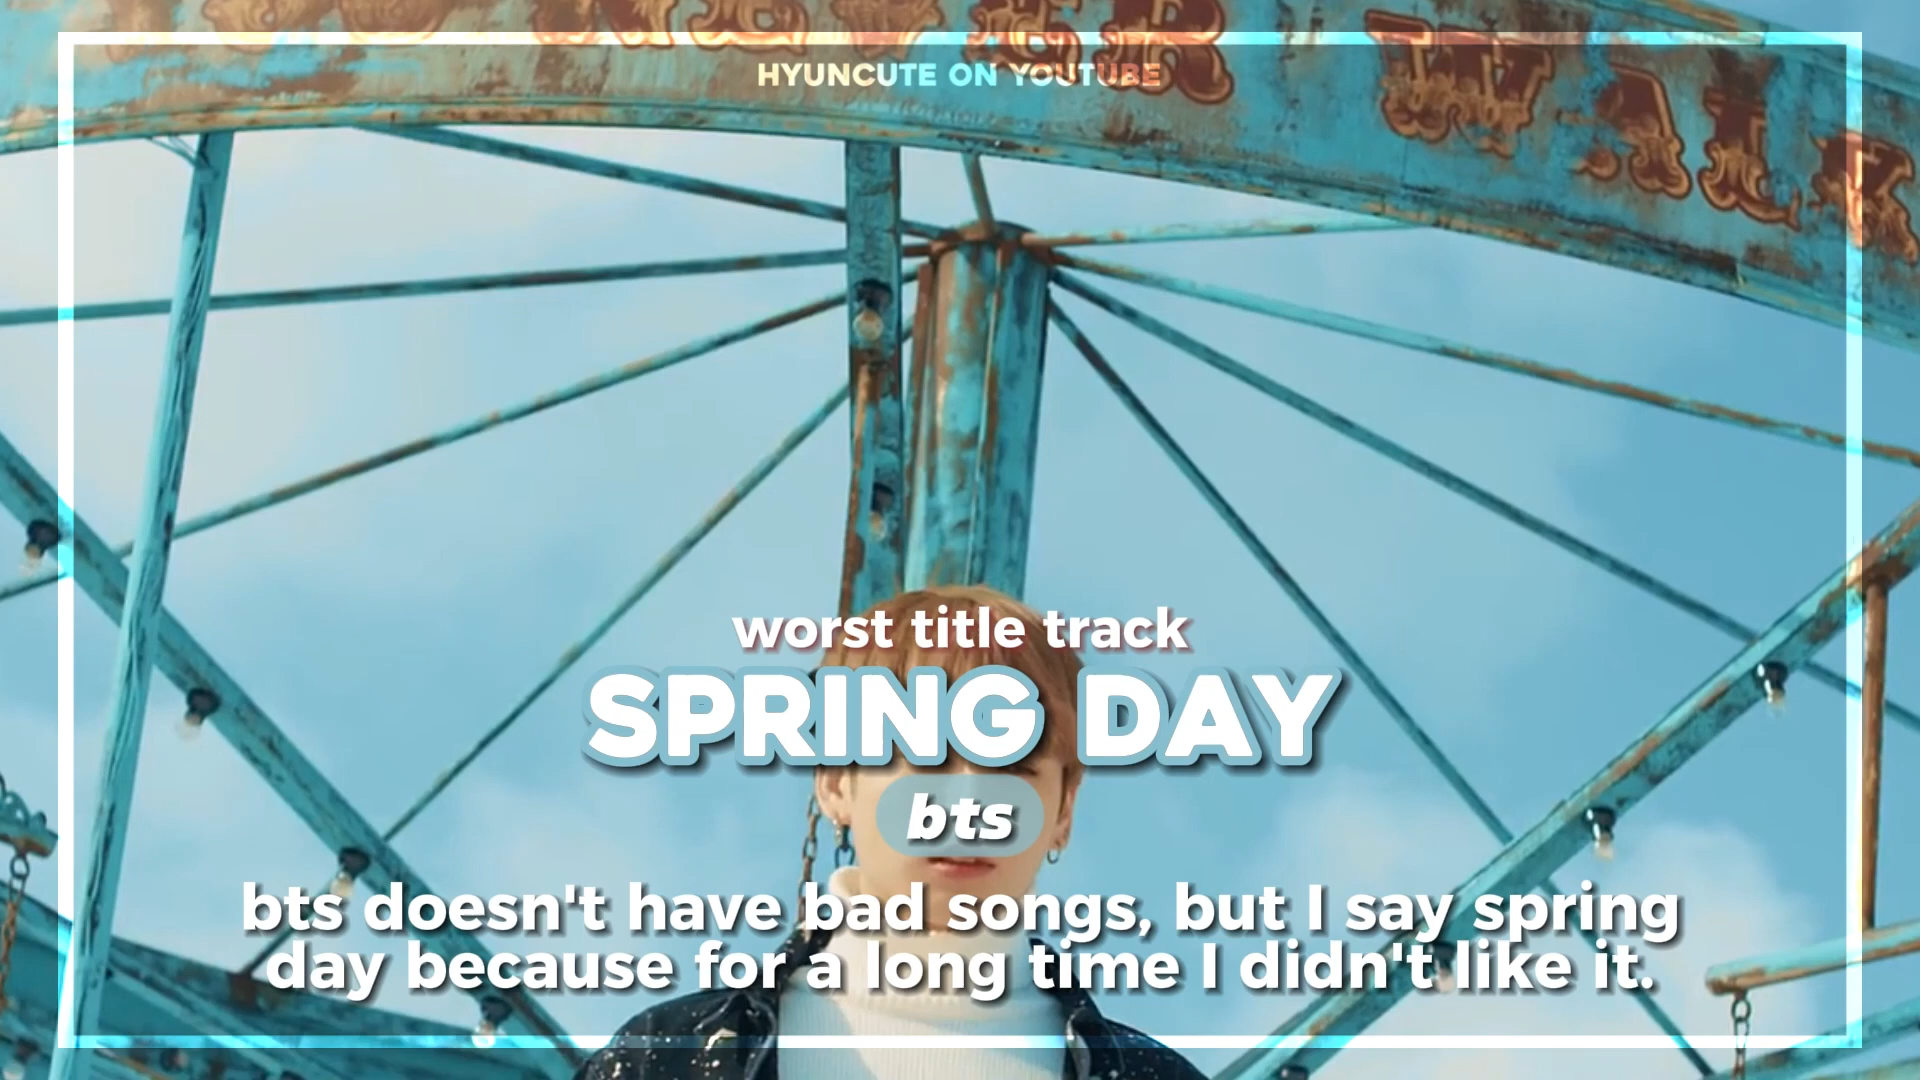 HYUNCUTE ON YOUTUBE
WALK
worst title track
SPRING DAY
bts
bts doesn't have bad songs, but I say spring
day because for a long time I didn't like it.